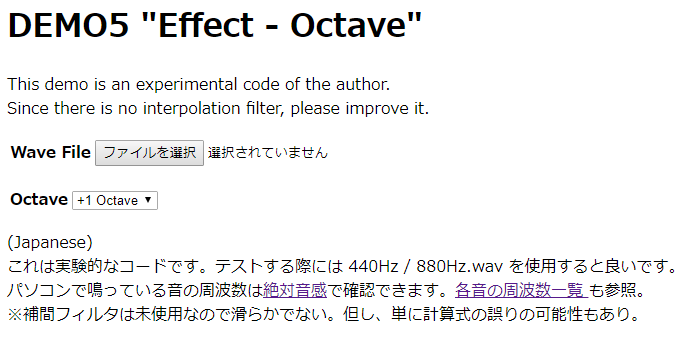 DEMO5 "Effect - Octave"
This demo is an experimental code of the author.
Since there is no interpolation filter, please improve it.
Wave File ファイルを選択 選択されていません
Octave +1 Octave
(Japanese)
これは実験的なコードです。テストする際には 440Hz / 880Hz.wav を使用すると良いです。
パソコンで鳴っている音の周波数は絶対音感で確認できます。各音の周波数一覧 も参照。
※補間フィルタは未使用なので滑らかでない。但し、単に計算式の誤りの可能性もあり。